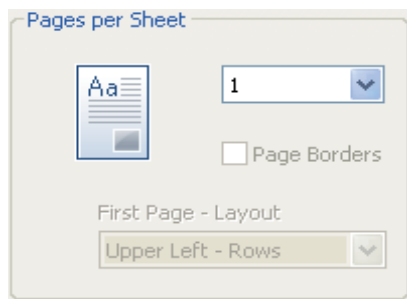 Pages per Sheet
Aa
1
Page Borders
First Page - Layout
Upper Left - Rows